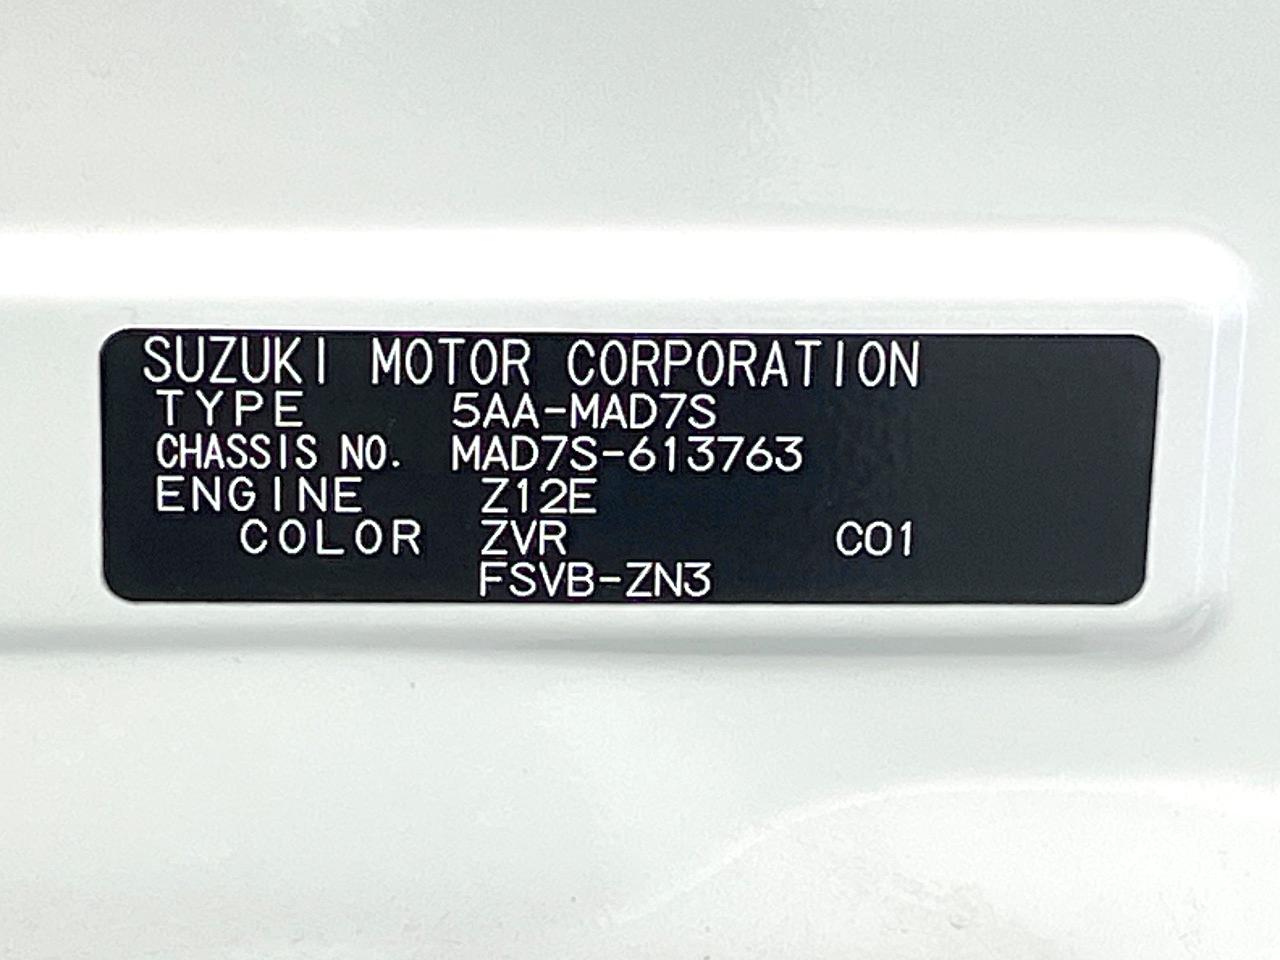 SUZUKI MOTOR CORPORATION
TYPE 5AA-MAD7S
CHASSIS NO. MAD7S-613763
ENGINE Z12E
COLOR ZVR C01
FSVB-ZN3